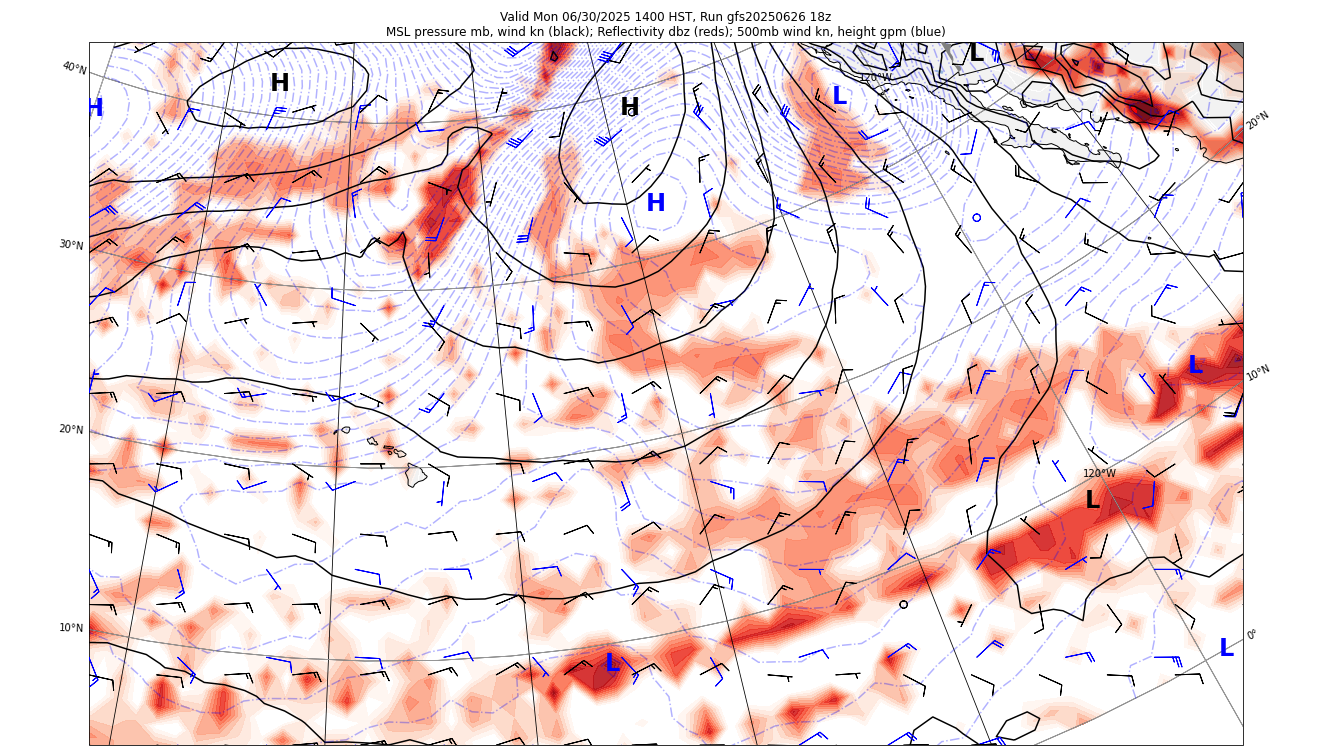 Valid Mon 06/30/2025 1400 HST, Run gfs20250626 18z
MSL pressure mb, wind kn (black); Reflectivity dbz (reds); 500mb wind kn, height gpm (blue)
L
40°N
120°W
H
L
H
H
20°N
H
30°N
L
10°N
20°N
120°W
L
10°N
0°
L
L